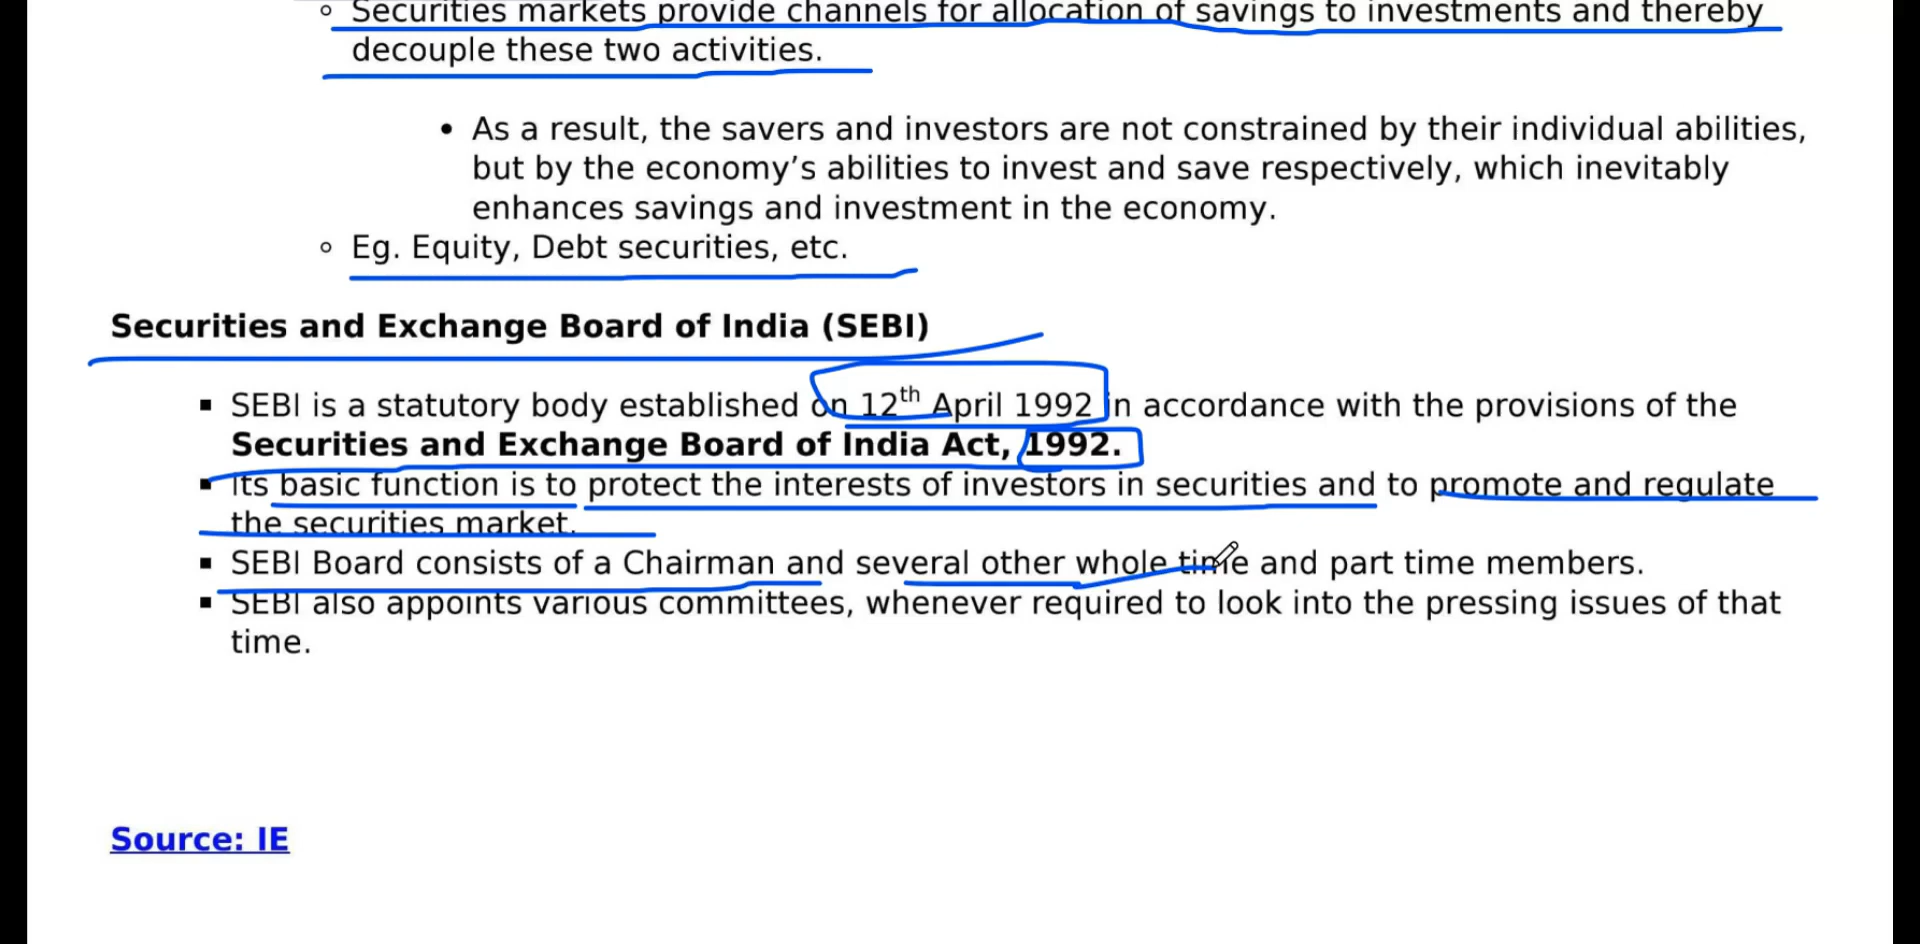 Securities markets provide channels for allocation of savings to investments and thereby
decouple these two activities.
As a result, the savers and investors are not constrained by their individual abilities,
but by the economy’s abilities to invest and save respectively, which inevitably
enhances savings and investment in the economy.
Eg. Equity, Debt securities, etc.
Securities and Exchange Board of India (SEBI)
SEBI is a statutory body established on 12th April 1992 in accordance with the provisions of the
Securities and Exchange Board of India Act, 1992.
Its basic function is to protect the interests of investors in securities and to promote and regulate
the securities market.
SEBI Board consists of a Chairman and several other whole time and part time members.
SEBI also appoints various committees, whenever required to look into the pressing issues of that
time.
Source: IE